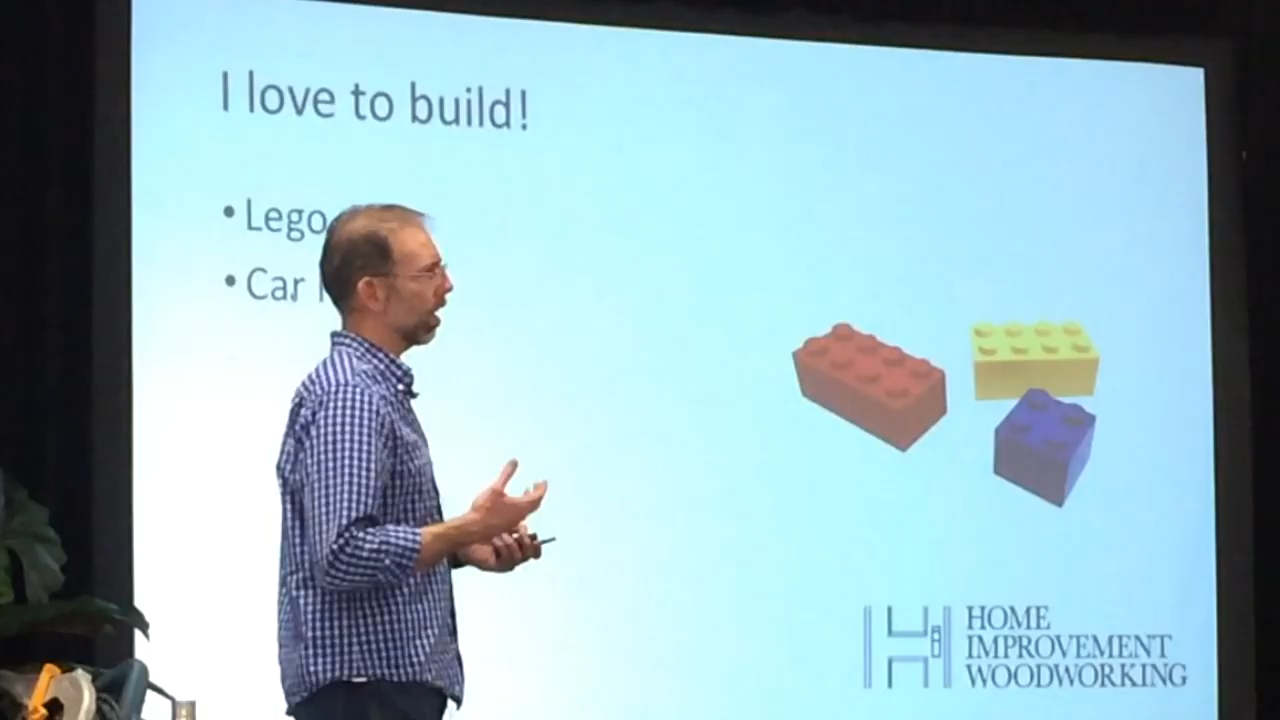 I love to build!
• Lego
• Car
HOME
IMPROVEMENT
WOODWORKING